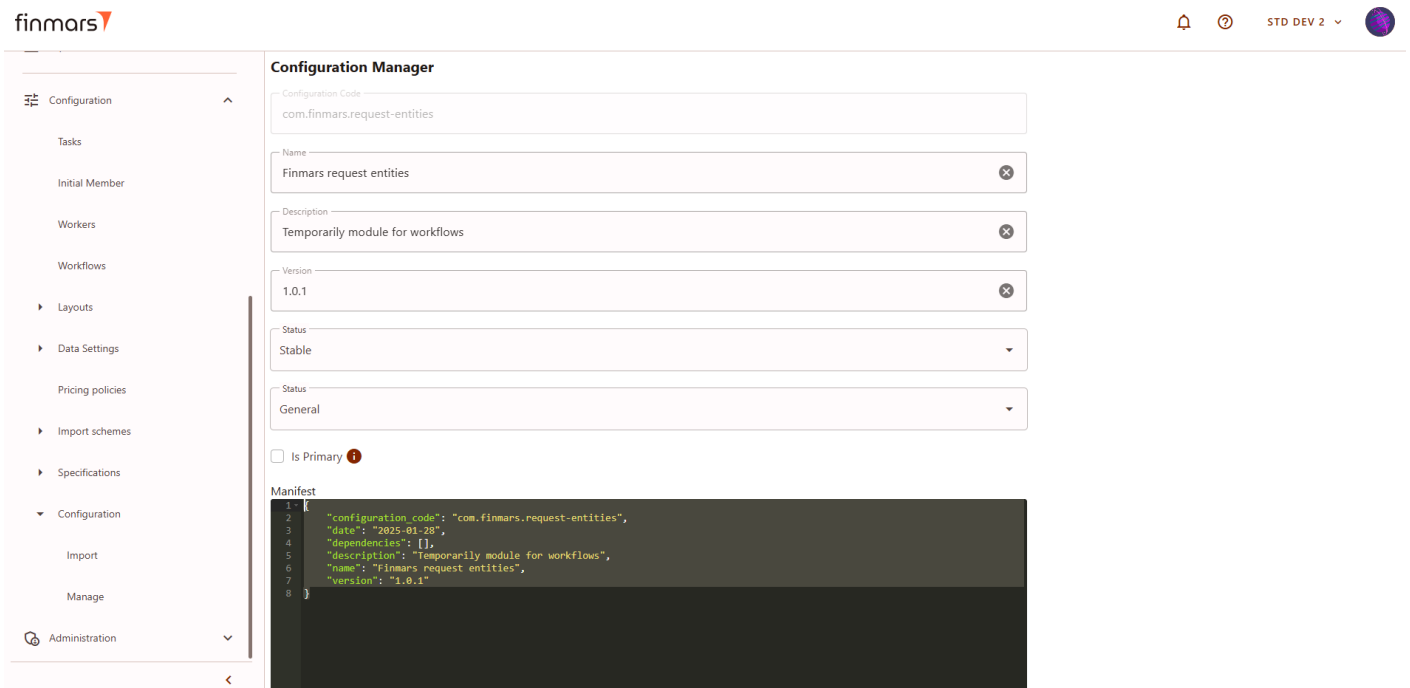 finmars
STD DEV 2
Configuration
Tasks
Initial Member
Workers
Workflows
Layouts
Data Settings
Pricing policies
Import schemes
Specifications
Configuration
Import
Manage
Administration
Configuration Manager
Configuration Code
com.finmars.request-entities
Name
Finmars request entities
Description
Temporarily module for workflows
Version
1.0.1
Status
Stable
Status
General
Is Primary
Manifest
1 {
2 "configuration_code": "com.finmars.request-entities",
3 "date": "2025-01-28",
4 "dependencies": [],
5 "description": "Temporarily module for workflows",
6 "name": "Finmars request entities",
7 "version": "1.0.1"
8 }